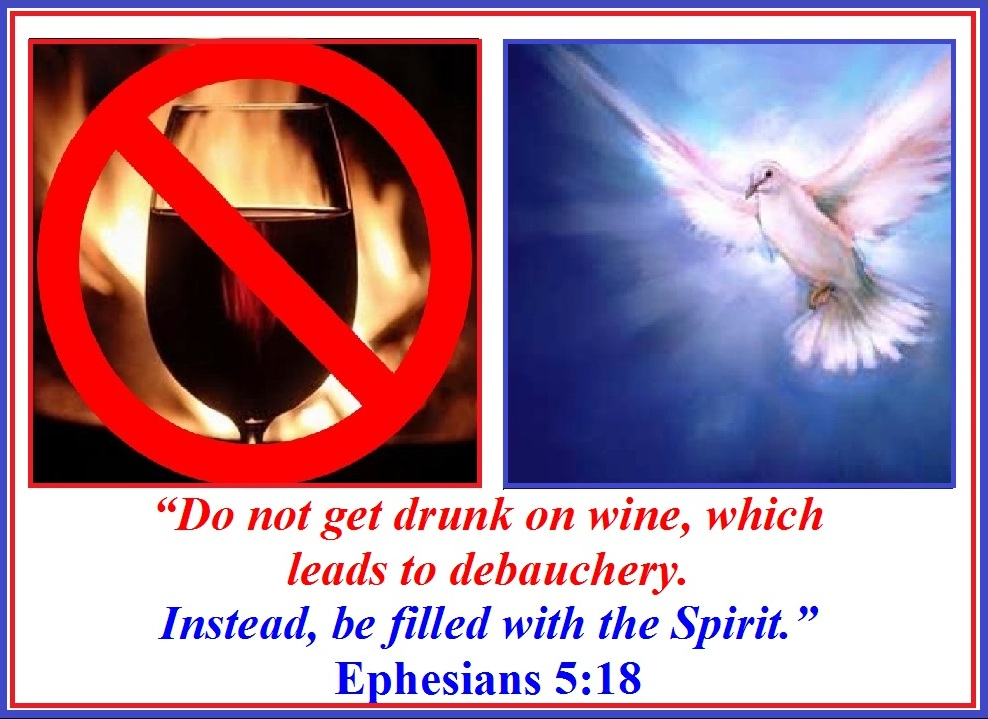 “Do not get drunk on wine, which
leads to debauchery.
Instead, be filled with the Spirit.”
Ephesians 5:18